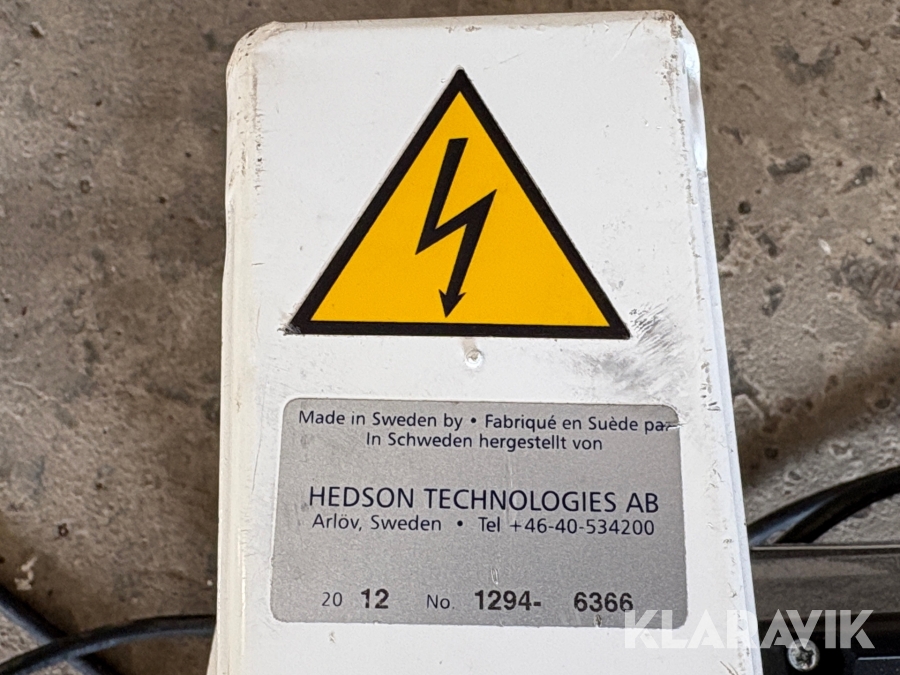 Made in Sweden by • Fabriqué en Suède par
In Schweden hergestellt von
HEDSON TECHNOLOGIES AB
Arlöv, Sweden • Tel +46-40-534200
20 12 No. 1294- 6366
KLARAVIK